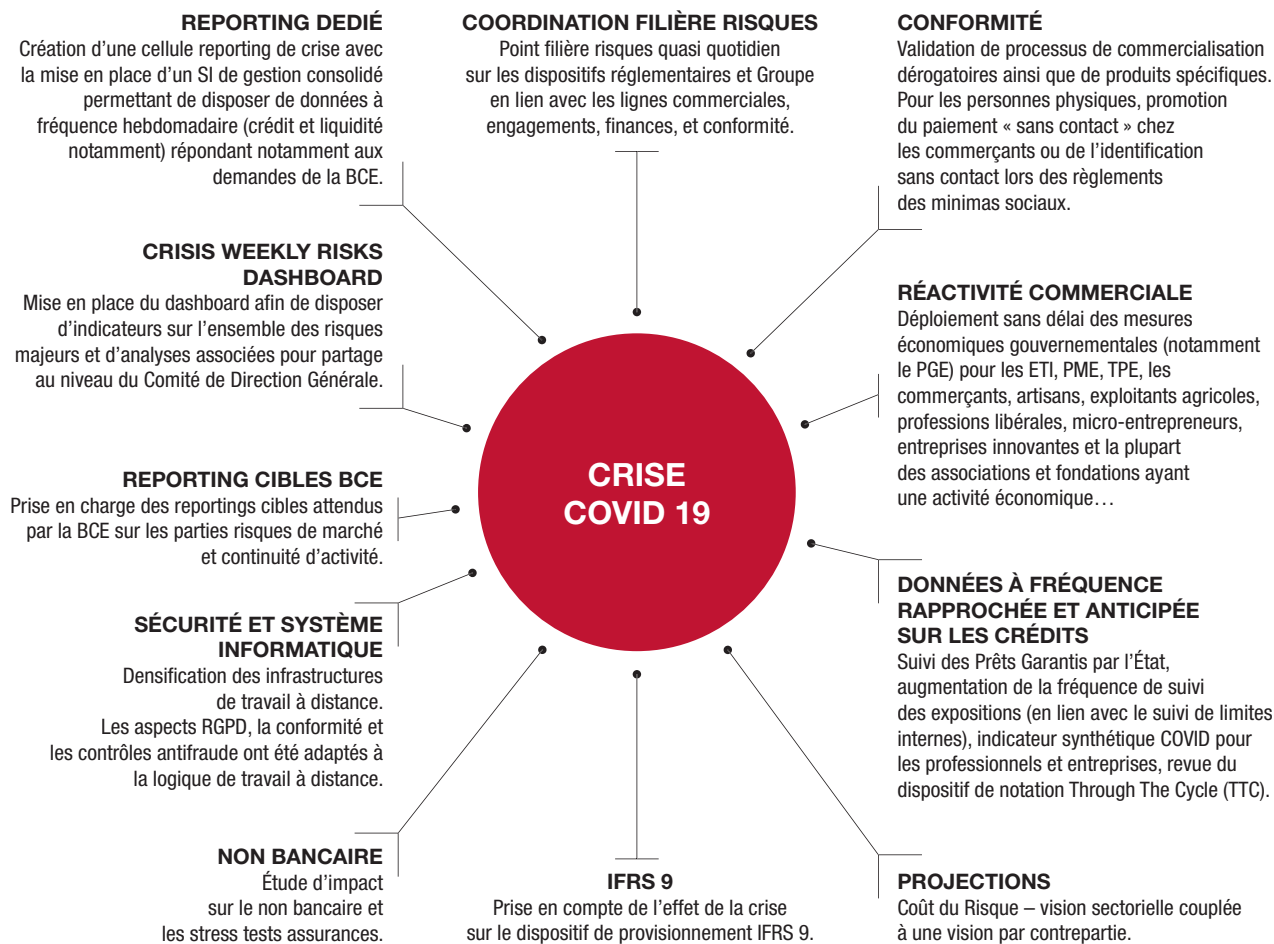 REPORTING DEDIÉ
Création d’une cellule reporting de crise avec
la mise en place d’un SI de gestion consolidé
permettant de disposer de données à
fréquence hebdomadaire (crédit et liquidité
notamment) répondant notamment aux
demandes de la BCE.
COORDINATION FILIÈRE RISQUES
Point filière risques quasi quotidien
sur les dispositifs réglementaires et Groupe
en lien avec les lignes commerciales,
engagements, finances, et conformité.
CONFORMITÉ
Validation de processus de commercialisation
dérogatoires ainsi que de produits spécifiques.
Pour les personnes physiques, promotion
du paiement « sans contact » chez
les commerçants ou de l’identification
sans contact lors des règlements
des minimas sociaux.
CRISIS WEEKLY RISKS
DASHBOARD
Mise en place du dashboard afin de disposer
d’indicateurs sur l’ensemble des risques
majeurs et d’analyses associées pour partage
au niveau du Comité de Direction Générale.
RÉACTIVITÉ COMMERCIALE
Déploiement sans délai des mesures
économiques gouvernementales (notamment
le PGE) pour les ETI, PME, TPE, les
commerçants, artisans, exploitants agricoles,
professions libérales, micro-entrepreneurs,
entreprises innovantes et la plupart
des associations et fondations ayant
une activité économique…
CRISE
COVID 19
REPORTING CIBLES BCE
Prise en charge des reportings cibles attendus
par la BCE sur les parties risques de marché
et continuité d’activité.
DONNÉES À FRÉQUENCE
RAPPROCHÉE ET ANTICIPÉE
SUR LES CRÉDITS
Suivi des Prêts Garantis par l’État,
augmentation de la fréquence de suivi
des expositions (en lien avec le suivi de limites
internes), indicateur synthétique COVID pour
les professionnels et entreprises, revue du
dispositif de notation Through The Cycle (TTC).
SÉCURITÉ ET SYSTÈME
INFORMATIQUE
Densification des infrastructures
de travail à distance.
Les aspects RGPD, la conformité et
les contrôles antifraude ont été adaptés à
la logique de travail à distance.
NON BANCAIRE
Étude d’impact
sur le non bancaire et
les stress tests assurances.
IFRS 9
Prise en compte de l’effet de la crise
sur le dispositif de provisionnement IFRS 9.
PROJECTIONS
Coût du Risque – vision sectorielle couplée
à une vision par contrepartie.